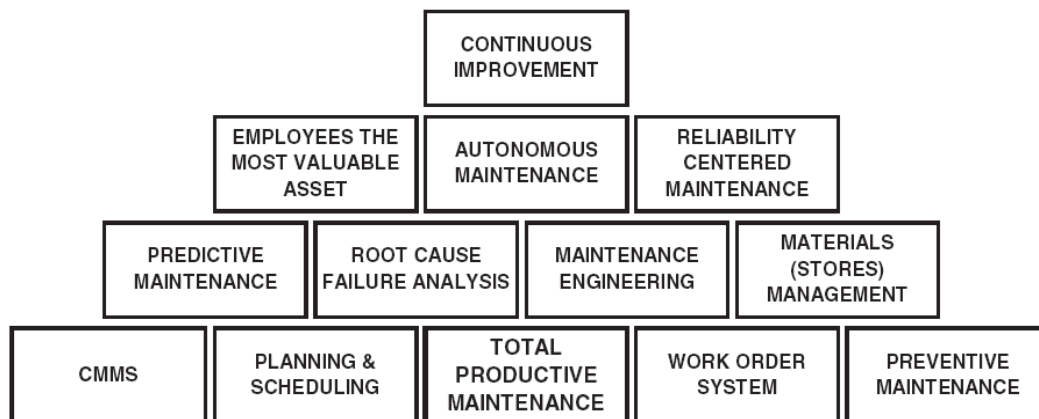 CONTINUOUS
IMPROVEMENT
EMPLOYEES THE
MOST VALUABLE
ASSET
AUTONOMOUS
MAINTENANCE
RELIABILITY
CENTERED
MAINTENANCE
PREDICTIVE
MAINTENANCE
ROOT CAUSE
FAILURE ANALYSIS
MAINTENANCE
ENGINEERING
MATERIALS
(STORES)
MANAGEMENT
CMMS
PLANNING &
SCHEDULING
TOTAL
PRODUCTIVE
MAINTENANCE
WORK ORDER
SYSTEM
PREVENTIVE
MAINTENANCE